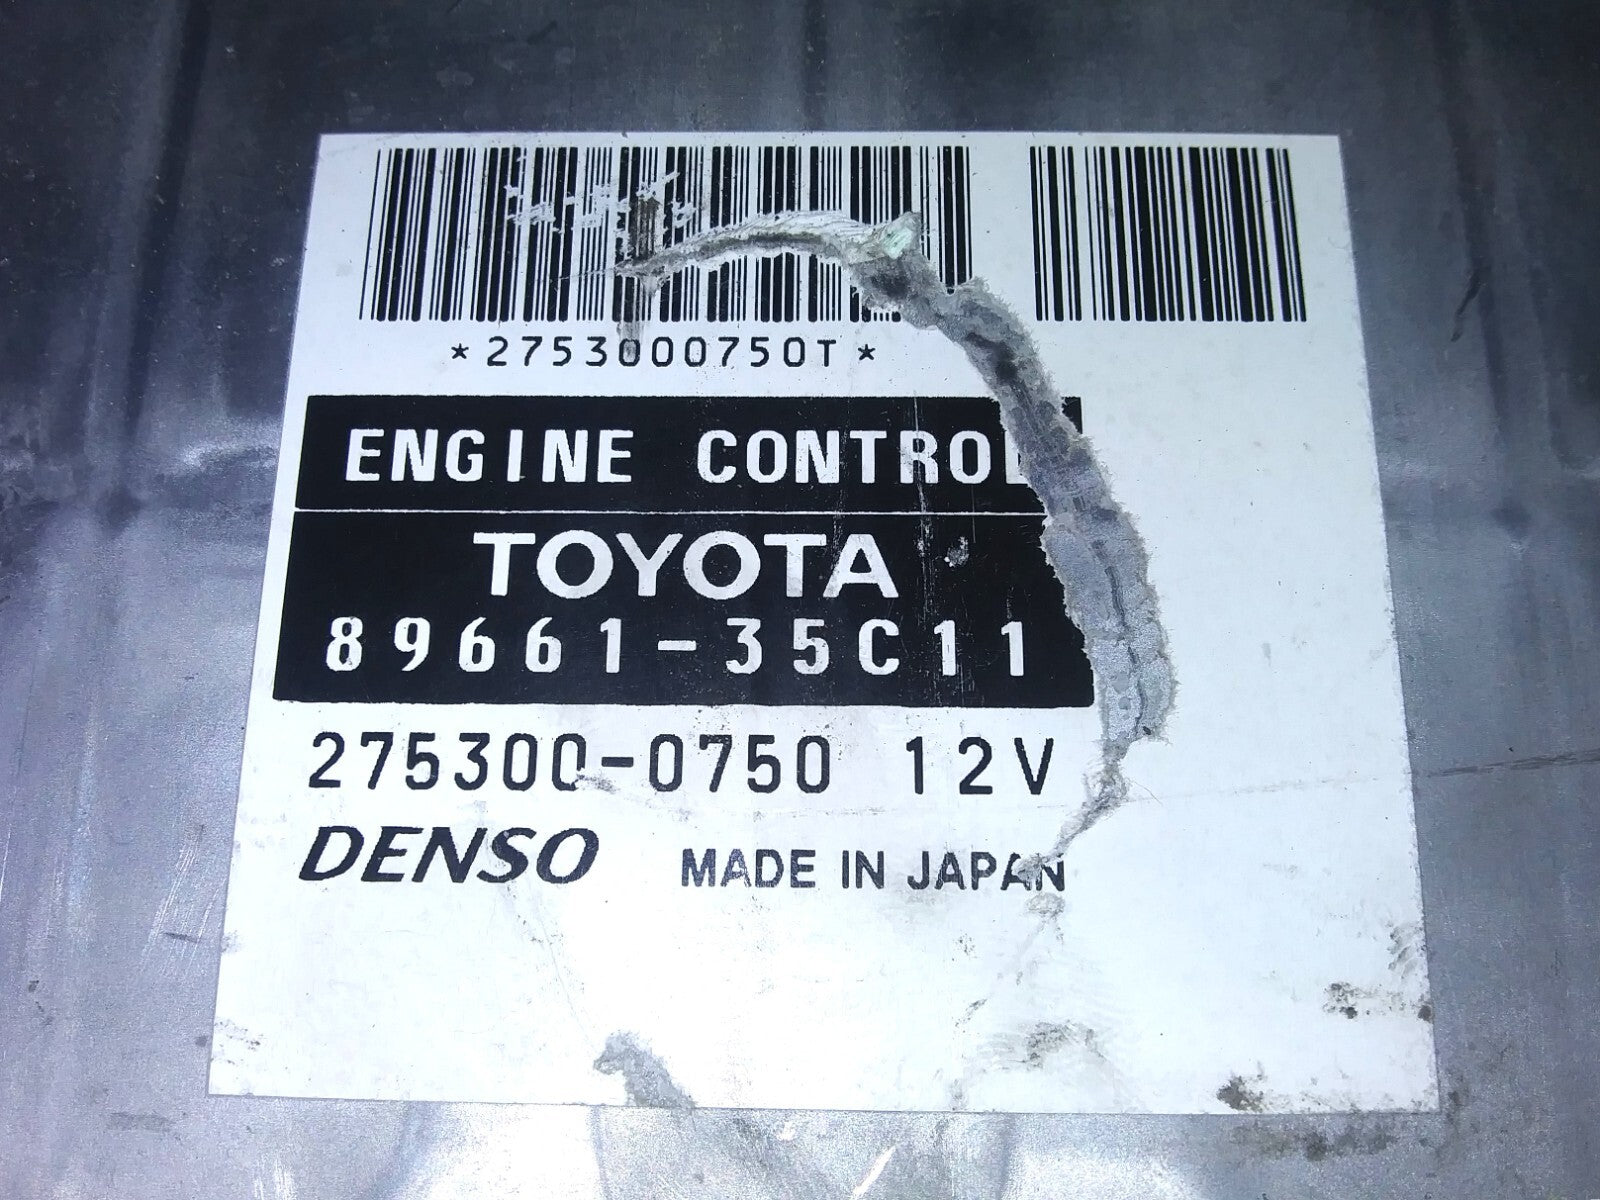 *2753000750T*
ENGINE CONTROL
TOYOTA
89661-35C11
275300-0750 12V
DENSO MADE IN JAPAN